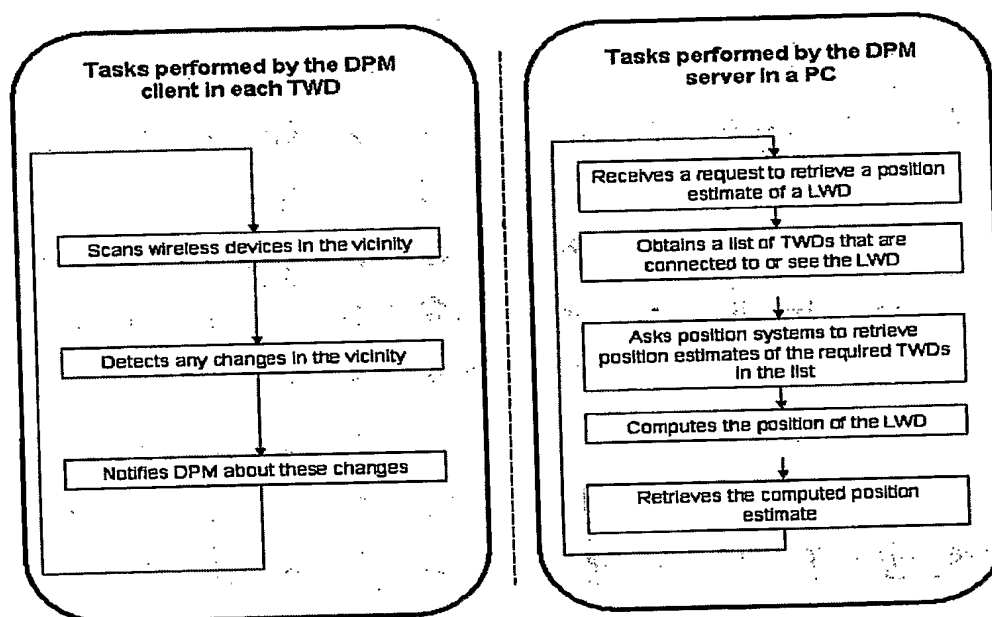 Tasks performed by the DPM
client in each TWD
Scans wireless devices in the vicinity
Detects any changes in the vicinity
Notifies DPM about these changes
Tasks performed by the DPM
server in a PC
Receives a request to retrieve a position
estimate of a LWD
Obtains a list of TWDs that are
connected to or see the LWD
Asks position systems to retrieve
position estimates of the required TWDs
in the list
Computes the position of the LWD
Retrieves the computed position
estimate